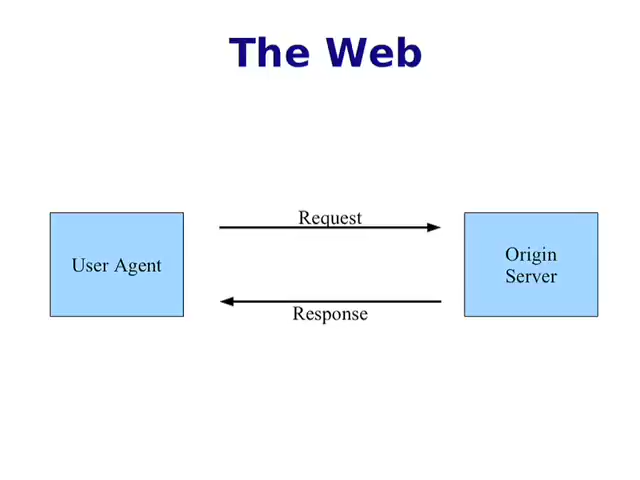 The Web
Request
User Agent
Origin
Server
Response